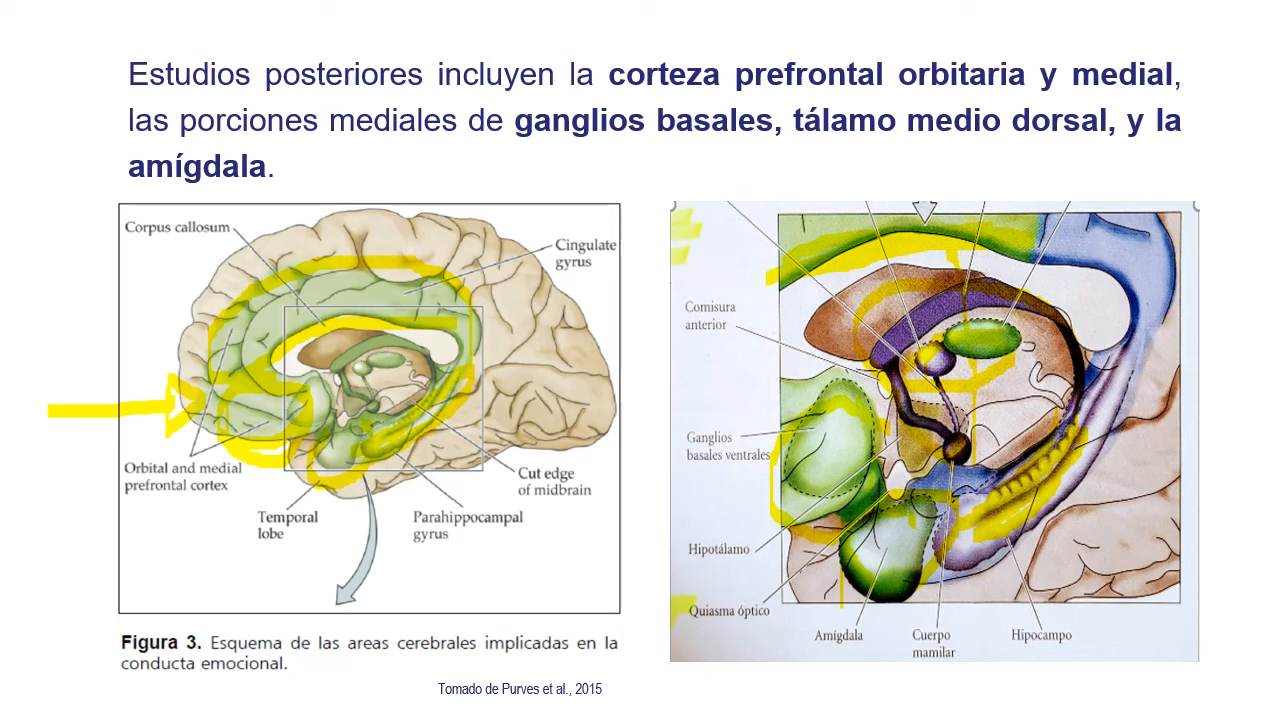 Estudios posteriores incluyen la corteza prefrontal orbitaria y medial,
las porciones mediales de ganglios basales, tálamo medio dorsal, y la
amígdala.
Corpus callosum
Cingulate
gyrus
Orbital and medial
prefrontal cortex
Temporal
lobe
Parahippocampal
gyrus
Cut edge
of midbrain
Figura 3. Esquema de las areas cerebrales implicadas en la
conducta emocional.
Comisura
anterior
Ganglios
basales ventrales
Hipotálamo
Quiasma óptico
Amígdala
Cuerpo
mamilar
Hipocampo
Tomado de Purves et al., 2015